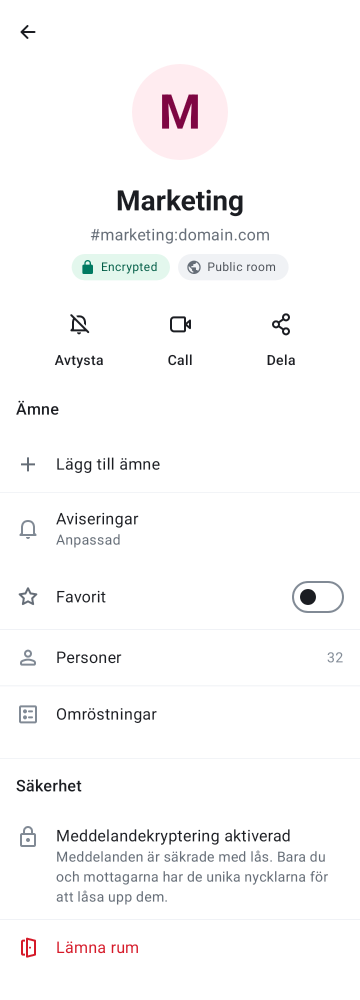 M
Marketing
#marketing:domain.com
Encrypted
Public room
Avtysta
Call
Dela
Ämne
Lägg till ämne
Aviseringar
Anpassad
Favorit
Personer
32
Omröstningar
Säkerhet
Meddelandekryptering aktiverad
Meddelanden är säkrade med lås. Bara du
och mottagarna har de unika nycklarna för
att låsa upp dem.
Lämna rum